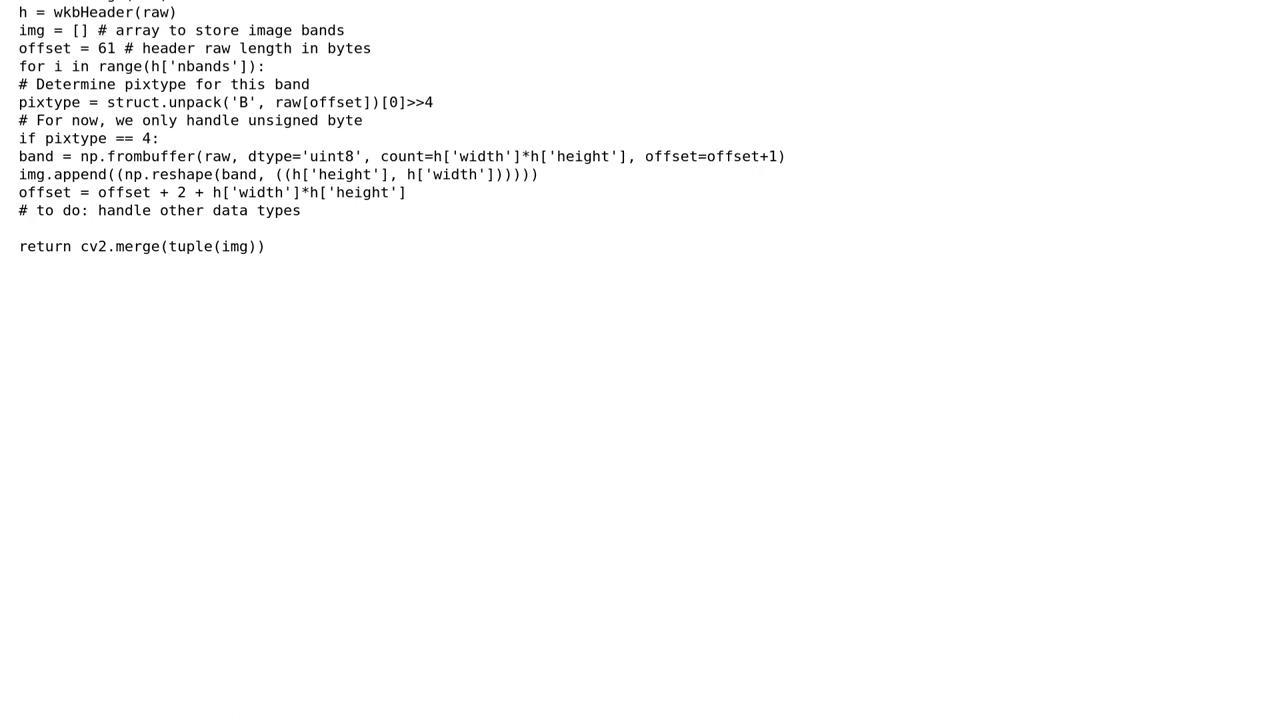 h = wkbHeader(raw)
img = [] # array to store image bands
offset = 61 # header raw length in bytes
for i in range(h['nbands']):
# Determine pixtype for this band
pixtype = struct.unpack('B', raw[offset])[0]>>4
# For now, we only handle unsigned byte
if pixtype == 4:
band = np.frombuffer(raw, dtype='uint8', count=h['width']*h['height'], offset=offset+1)
img.append((np.reshape(band, ((h['height'], h['width'])))))
offset = offset + 2 + h['width']*h['height']
# to do: handle other data types
return cv2.merge(tuple(img))